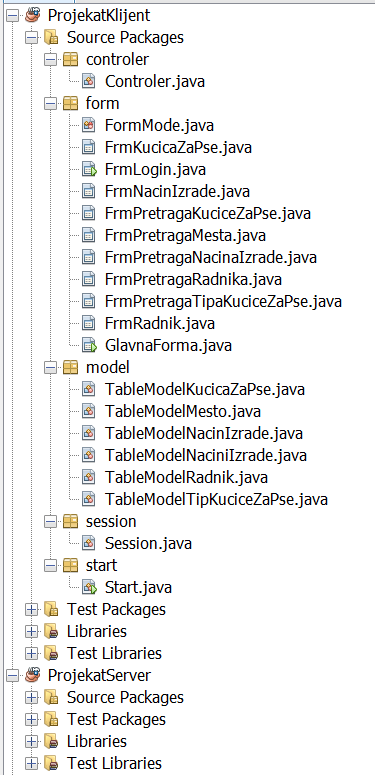 ProjekatKlijent
Source Packages
controler
Controler.java
form
FormMode.java
FrmKucicaZaPse.java
FrmLogin.java
FrmNacinIzrade.java
FrmPretragaKuciceZaPse.java
FrmPretragaMesta.java
FrmPretragaNacinaIzrade.java
FrmPretragaRadnika.java
FrmPretragaTipaKuciceZaPse.java
FrmRadnik.java
GlavnaForma.java
model
TableModelKucicaZaPse.java
TableModelMesto.java
TableModelNacinIzrade.java
TableModelNaciniIzrade.java
TableModelRadnik.java
TableModelTipKuciceZaPse.java
session
Session.java
start
Start.java
Test Packages
Libraries
Test Libraries
ProjekatServer
Source Packages
Test Packages
Libraries
Test Libraries